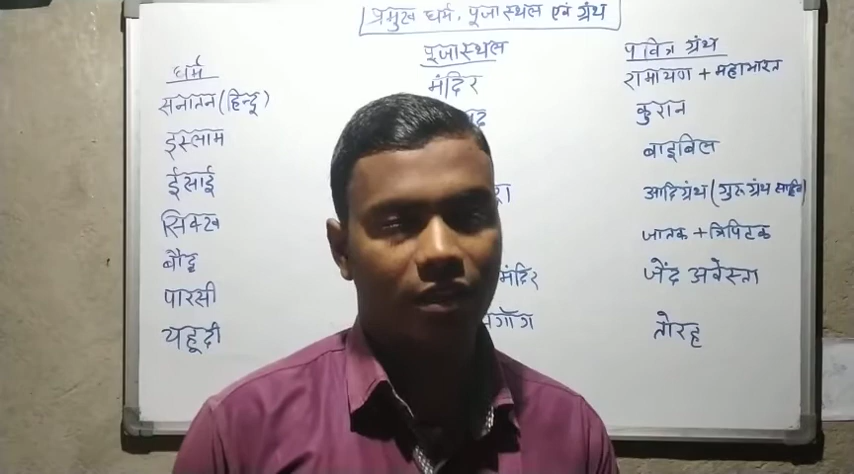 प्रमुख धर्म, पूजा स्थल एवं ग्रंथ
धर्म पूजास्थल पवित्र ग्रंथ
सनातन (हिन्दू) मंदिर रामायण + महाभारत
इस्लाम कुरान
ईसाई बाइबिल
सिक्ख आदिग्रंथ (गुरु ग्रंथ साहिब)
बौद्ध जातक + त्रिपिटक
पारसी मंदिर जेंद अवेस्ता
यहूदी तोरह